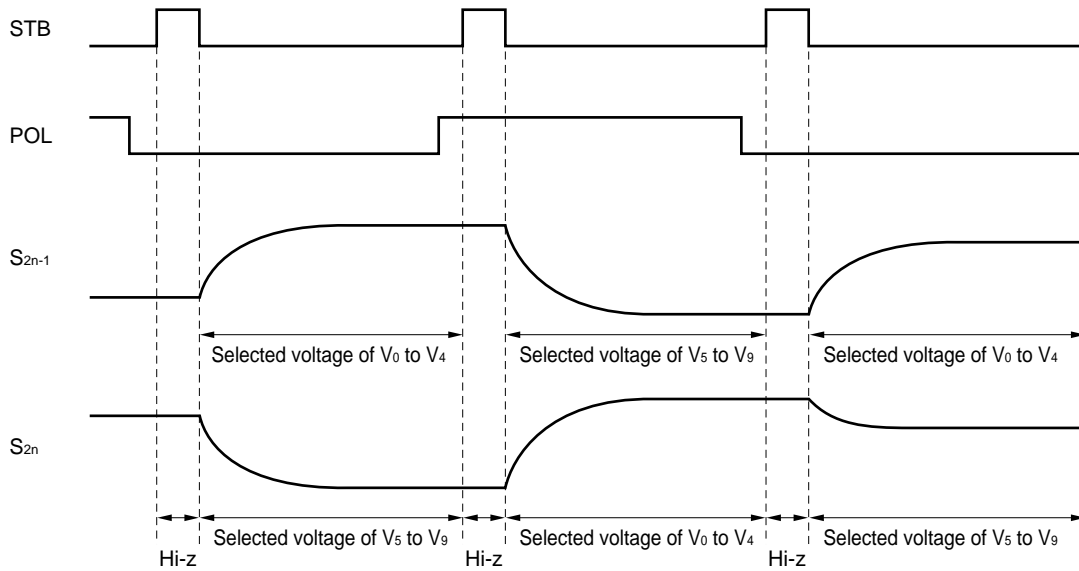 STB
POL
S2n-1
Selected voltage of V0 to V4
Selected voltage of V5 to V9
Selected voltage of V0 to V4
S2n
Selected voltage of V5 to V9
Selected voltage of V0 to V4
Selected voltage of V5 to V9
Hi-z
Hi-z
Hi-z